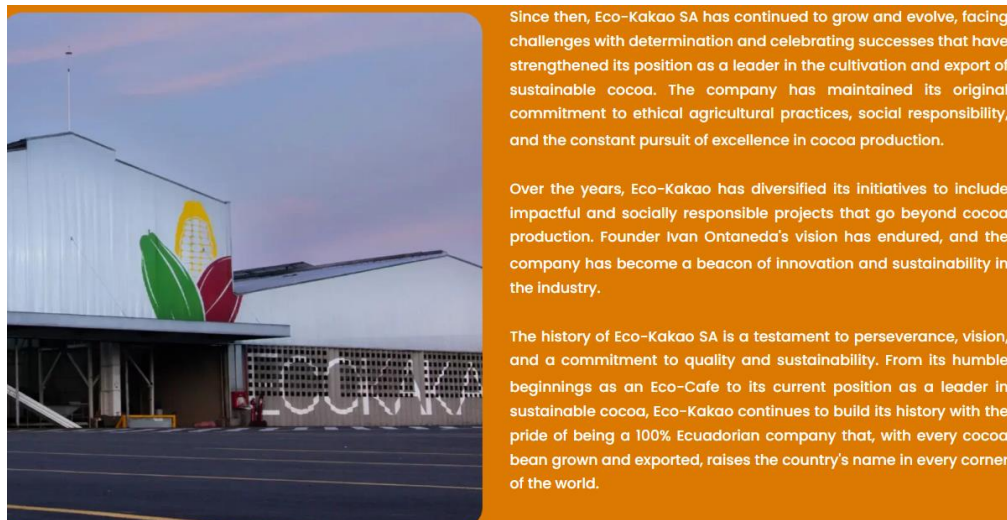 Since then, Eco-Kakao SA has continued to grow and evolve, facing
challenges with determination and celebrating successes that have
strengthened its position as a leader in the cultivation and export of
sustainable cocoa. The company has maintained its original
commitment to ethical agricultural practices, social responsibility,
and the constant pursuit of excellence in cocoa production.
Over the years, Eco-Kakao has diversified its initiatives to include
impactful and socially responsible projects that go beyond cocoa
production. Founder Ivan Ontaneda's vision has endured, and the
company has become a beacon of innovation and sustainability in
the industry.
The history of Eco-Kakao SA is a testament to perseverance, vision,
and a commitment to quality and sustainability. From its humble
beginnings as an Eco-Cafe to its current position as a leader in
sustainable cocoa, Eco-Kakao continues to build its history with the
pride of being a 100% Ecuadorian company that, with every cocoa
bean grown and exported, raises the country's name in every corner
of the world.
ECOKAKA